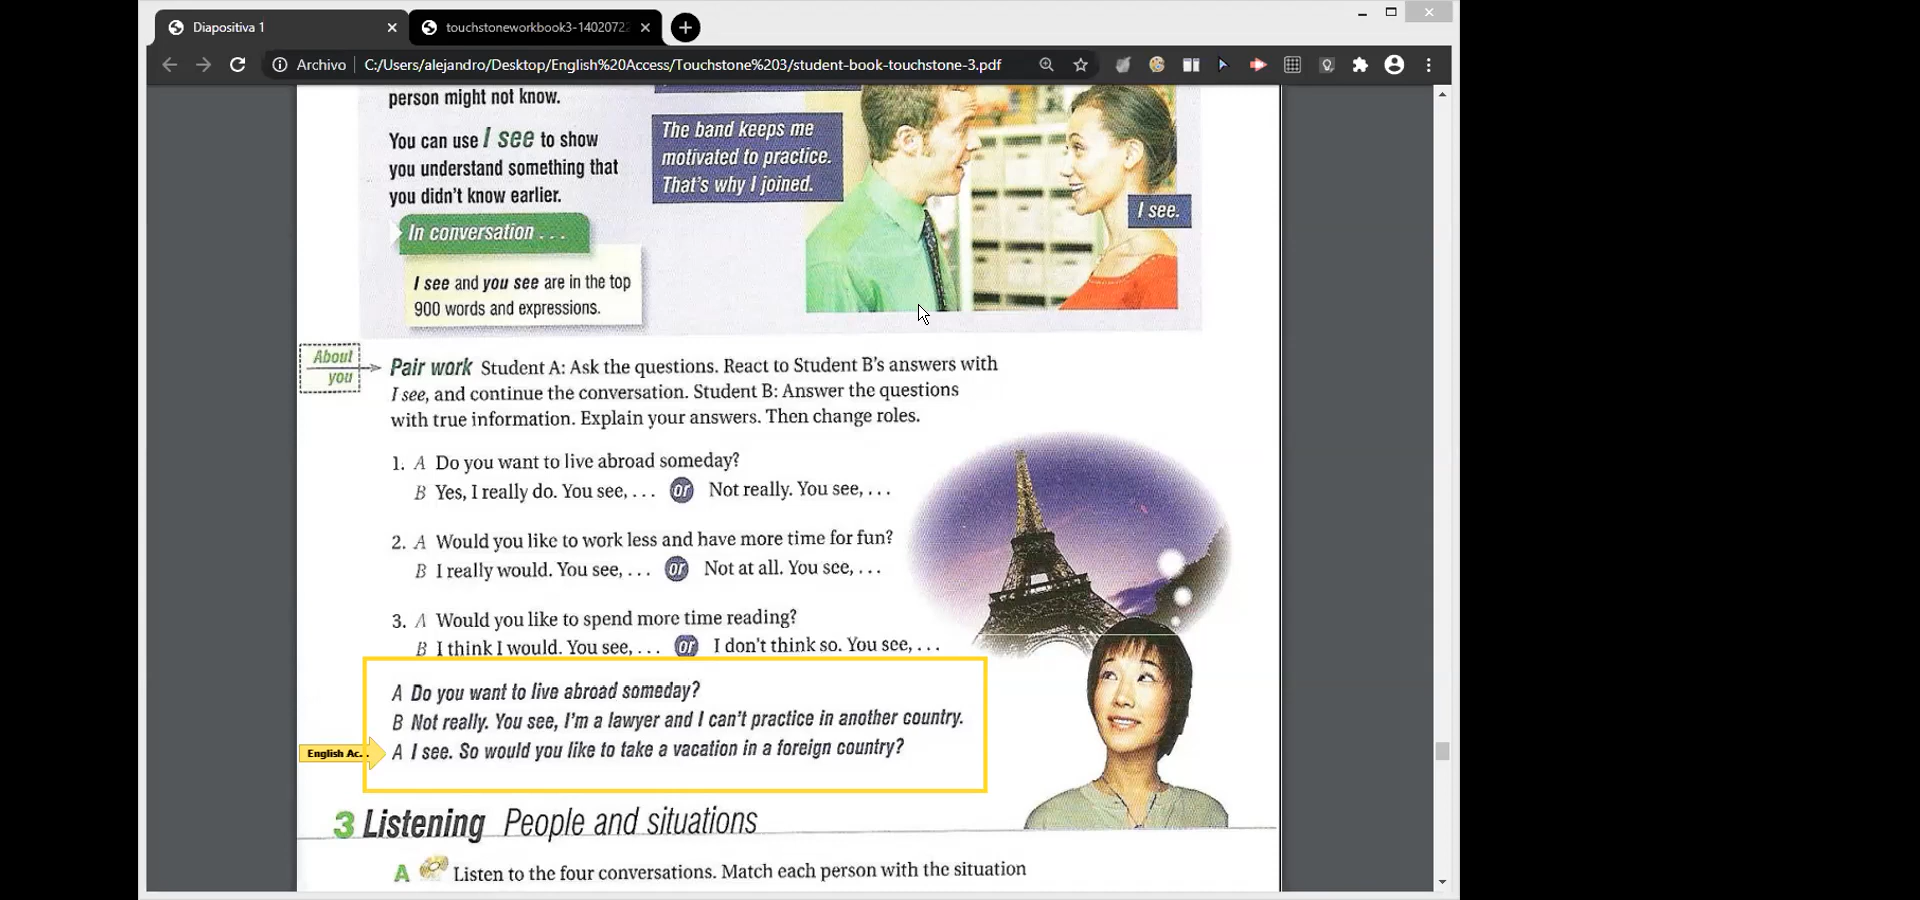 Diapositiva 1
touchstoneworkbook3-1402072
Archivo
C:/Users/alejandro/Desktop/English%20Access/Touchstone%203/student-book-touchstone-3.pdf
person might not know.
You can use I see to show
you understand something that
you didn't know earlier.
In conversation . . .
I see and you see are in the top
900 words and expressions.
The band keeps me
motivated to practice.
That's why I joined.
I see.
About
you
Pair work Student A: Ask the questions. React to Student B's answers with
I see, and continue the conversation. Student B: Answer the questions
with true information. Explain your answers. Then change roles.
1. A Do you want to live abroad someday?
B Yes, I really do. You see, . . . or Not really. You see, . . .
2. A Would you like to work less and have more time for fun?
B I really would. You see, . . . or Not at all. You see, . . .
3. A Would you like to spend more time reading?
B I think I would. You see, . . . or I don't think so. You see, . . .
A Do you want to live abroad someday?
B Not really. You see, I'm a lawyer and I can't practice in another country.
English Ac...
A I see. So would you like to take a vacation in a foreign country?
3 Listening People and situations
A Listen to the four conversations. Match each person with the situation